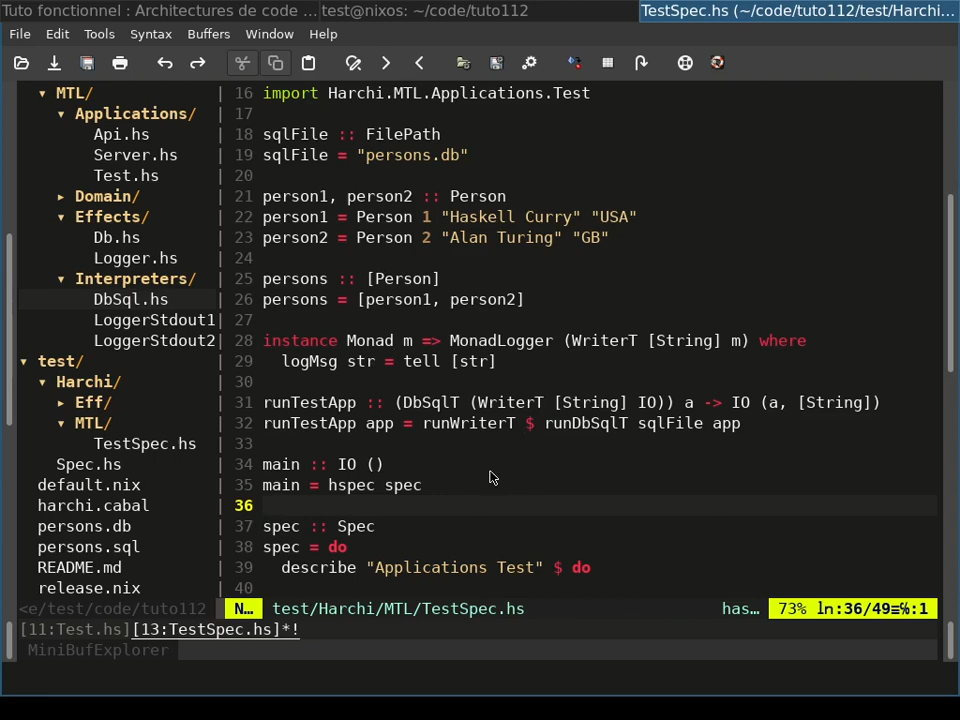 Tuto fonctionnel : Architectures de code ...
test@nixos: ~/code/tuto112
TestSpec.hs (~/code/tuto112/test/Harchi...
File Edit Tools Syntax Buffers Window Help
▾ MTL/
▾ Applications/
Api.hs
Server.hs
Test.hs
▸ Domain/
▾ Effects/
Db.hs
Logger.hs
▾ Interpreters/
DbSql.hs
LoggerStdout1
LoggerStdout2
▾ test/
▾ Harchi/
▸ Eff/
▾ MTL/
TestSpec.hs
Spec.hs
default.nix
harchi.cabal
persons.db
persons.sql
README.md
release.nix
<e/test/code/tuto112
16 import Harchi.MTL.Applications.Test
17
18 sqlFile :: FilePath
19 sqlFile = "persons.db"
20
21 person1, person2 :: Person
22 person1 = Person 1 "Haskell Curry" "USA"
23 person2 = Person 2 "Alan Turing" "GB"
24
25 persons :: [Person]
26 persons = [person1, person2]
27
28 instance Monad m => MonadLogger (WriterT [String] m) where
29   logMsg str = tell [str]
30
31 runTestApp :: (DbSqlT (WriterT [String] IO)) a -> IO (a, [String])
32 runTestApp app = runWriterT $ runDbSqlT sqlFile app
33
34 main :: IO ()
35 main = hspec spec
36
37 spec :: Spec
38 spec = do
39   describe "Applications Test" $ do
40
N… test/Harchi/MTL/TestSpec.hs has… 73% ln:36/49≡℅:1
[11:Test.hs][13:TestSpec.hs]*!
MiniBufExplorer